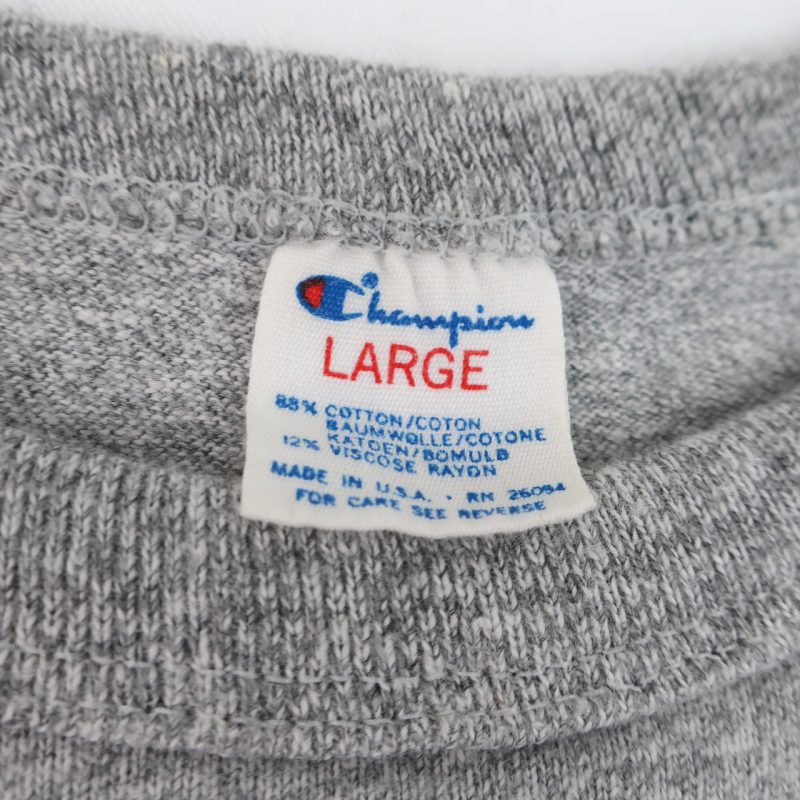 Champion
LARGE
88% COTTON/COTON
BAUMWOLLE/COTONE
KATOEN/BOMULD
12% VISCOSE RAYON
MADE IN U.S.A. · RN 26094
FOR CARE SEE REVERSE